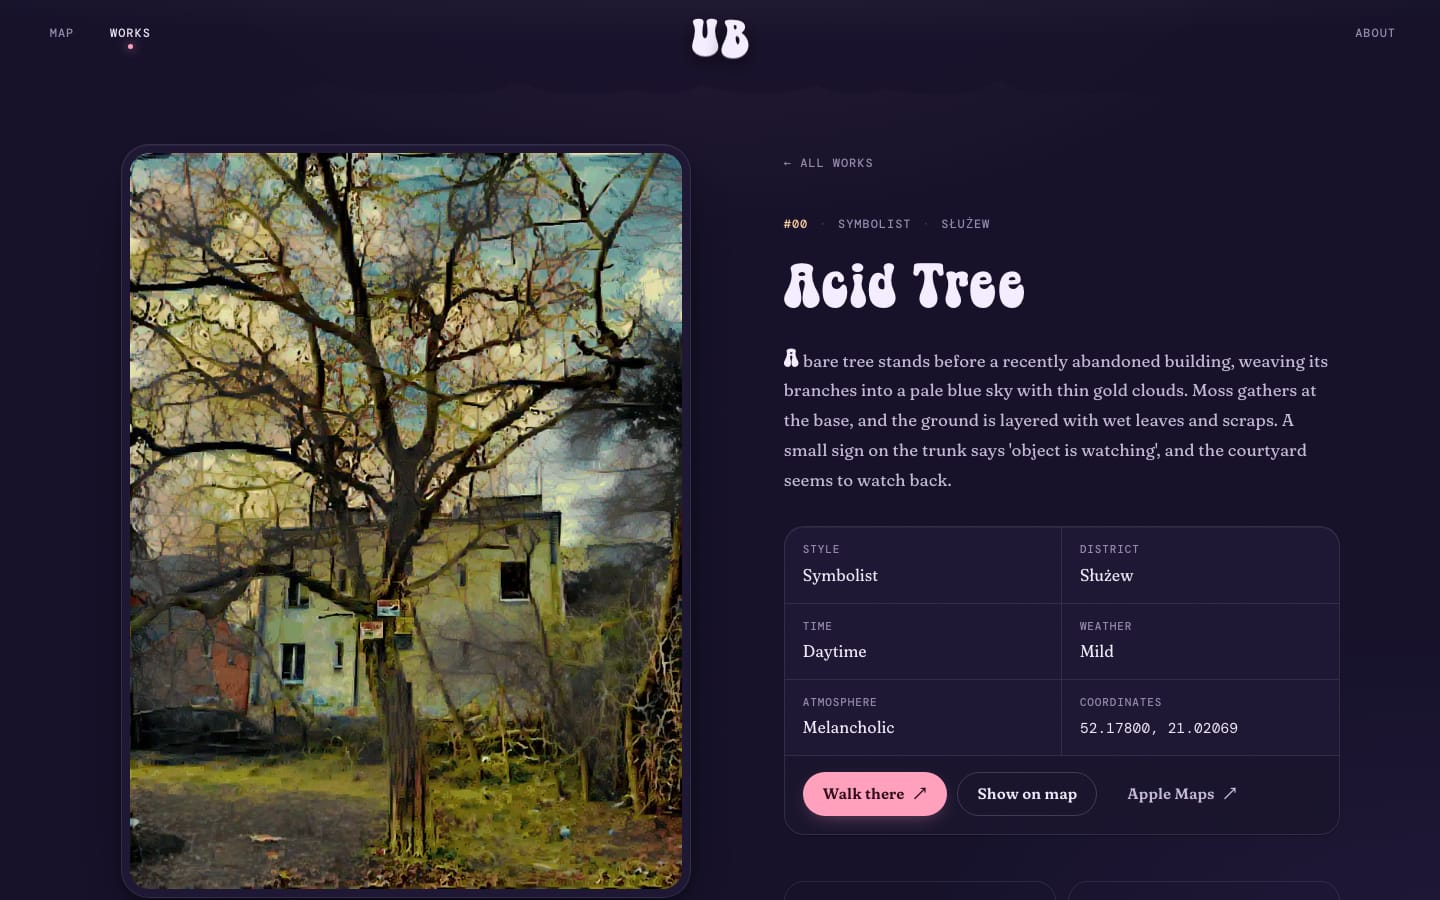 MAP
WORKS
UB
ABOUT
← ALL WORKS
#00 · SYMBOLIST · SŁUŻEW
Acid Tree
A bare tree stands before a recently abandoned building, weaving its
branches into a pale blue sky with thin gold clouds. Moss gathers at
the base, and the ground is layered with wet leaves and scraps. A
small sign on the trunk says 'object is watching', and the courtyard
seems to watch back.
STYLE
Symbolist
DISTRICT
Służew
TIME
Daytime
WEATHER
Mild
ATMOSPHERE
Melancholic
COORDINATES
52.17800, 21.02069
Walk there ↗
Show on map
Apple Maps ↗